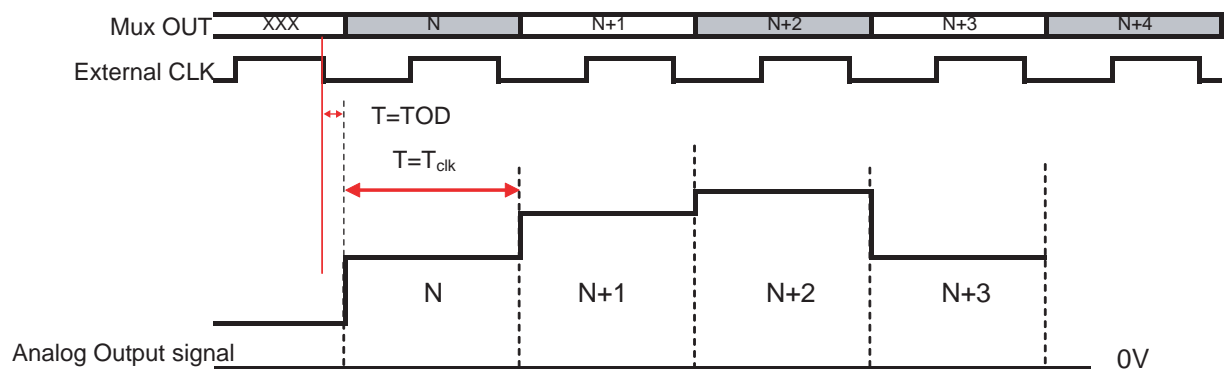 Mux OUT XXX N N+1 N+2 N+3 N+4
External CLK
T=TOD
T=Tclk
N N+1 N+2 N+3
Analog Output signal 0V